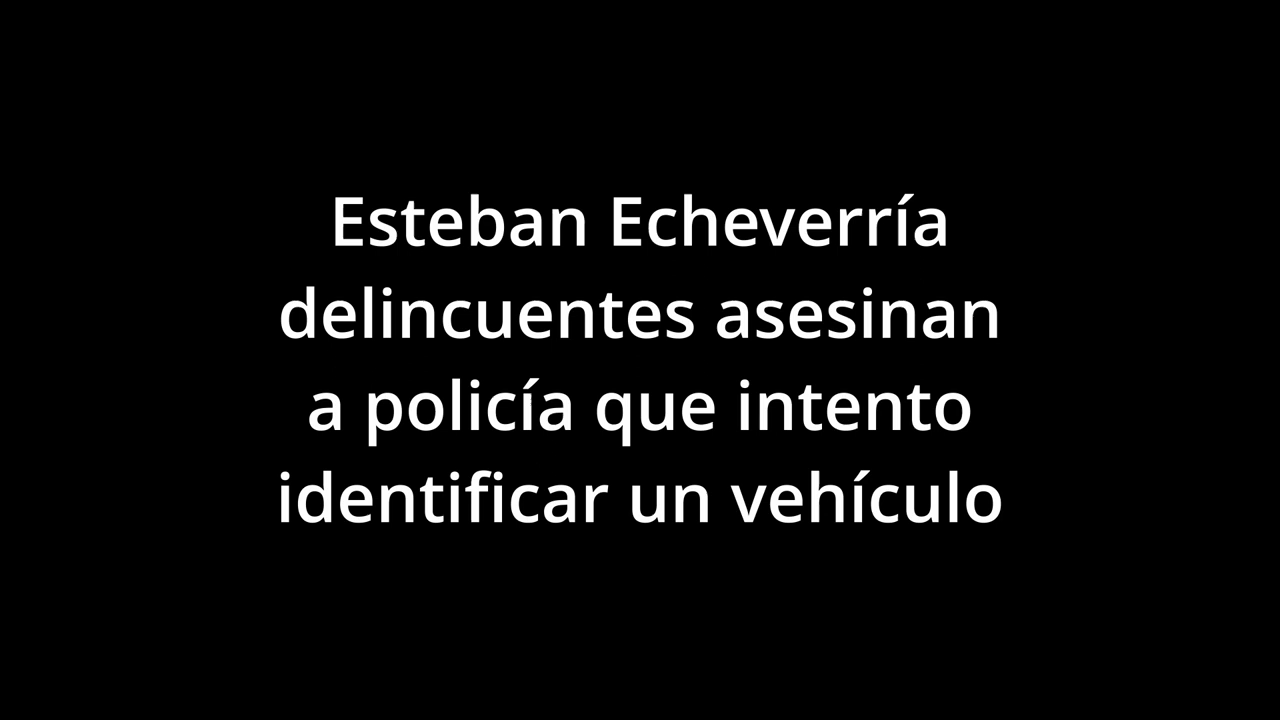 Esteban Echeverría
delincuentes asesinan
a policía que intento
identificar un vehículo